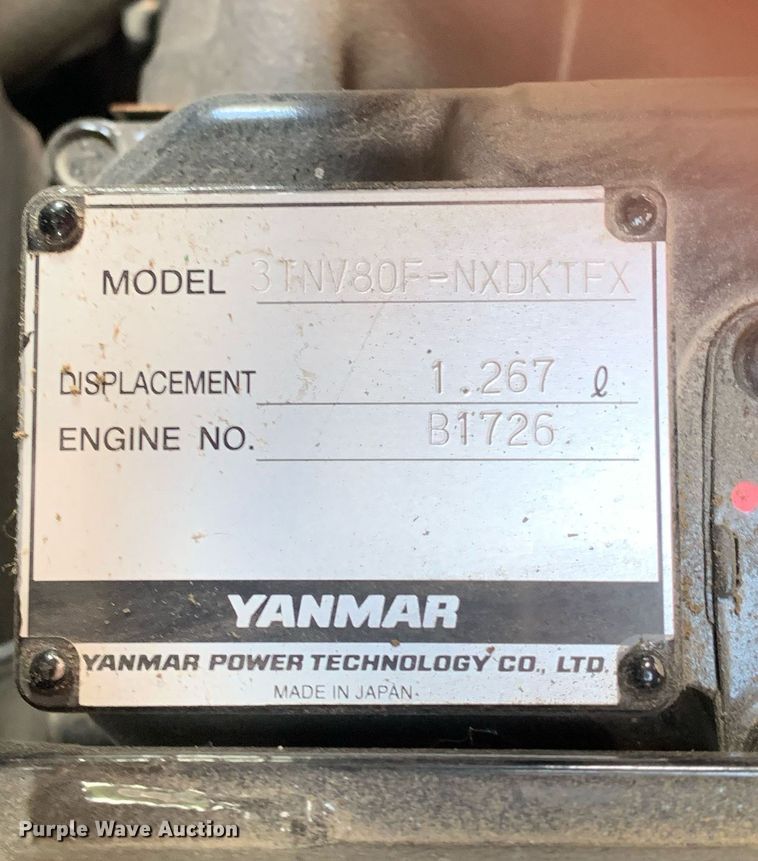 MODEL 3TNV80F-NXDKTFX
DISPLACEMENT 1.267 ℓ
ENGINE NO. B1726
YANMAR
YANMAR POWER TECHNOLOGY CO., LTD.
MADE IN JAPAN
Purple Wave Auction